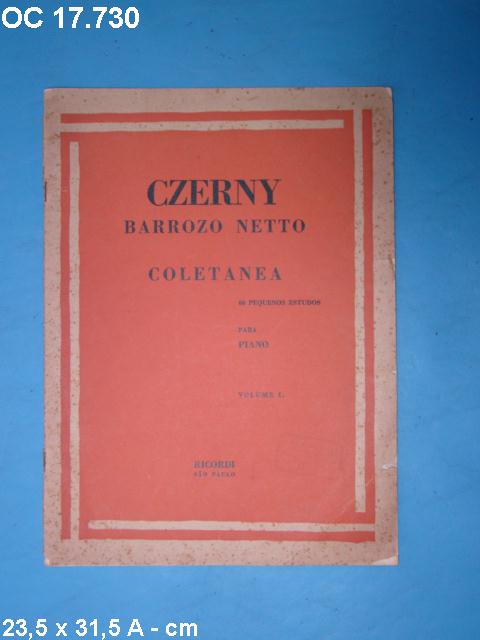 OC 17.730
CZERNY
BARROZO NETTO
COLETANEA
60 PEQUENOS ESTUDOS
PARA
PIANO
VOLUME I.
RICORDI
SÃO PAULO
23,5 x 31,5 A - cm